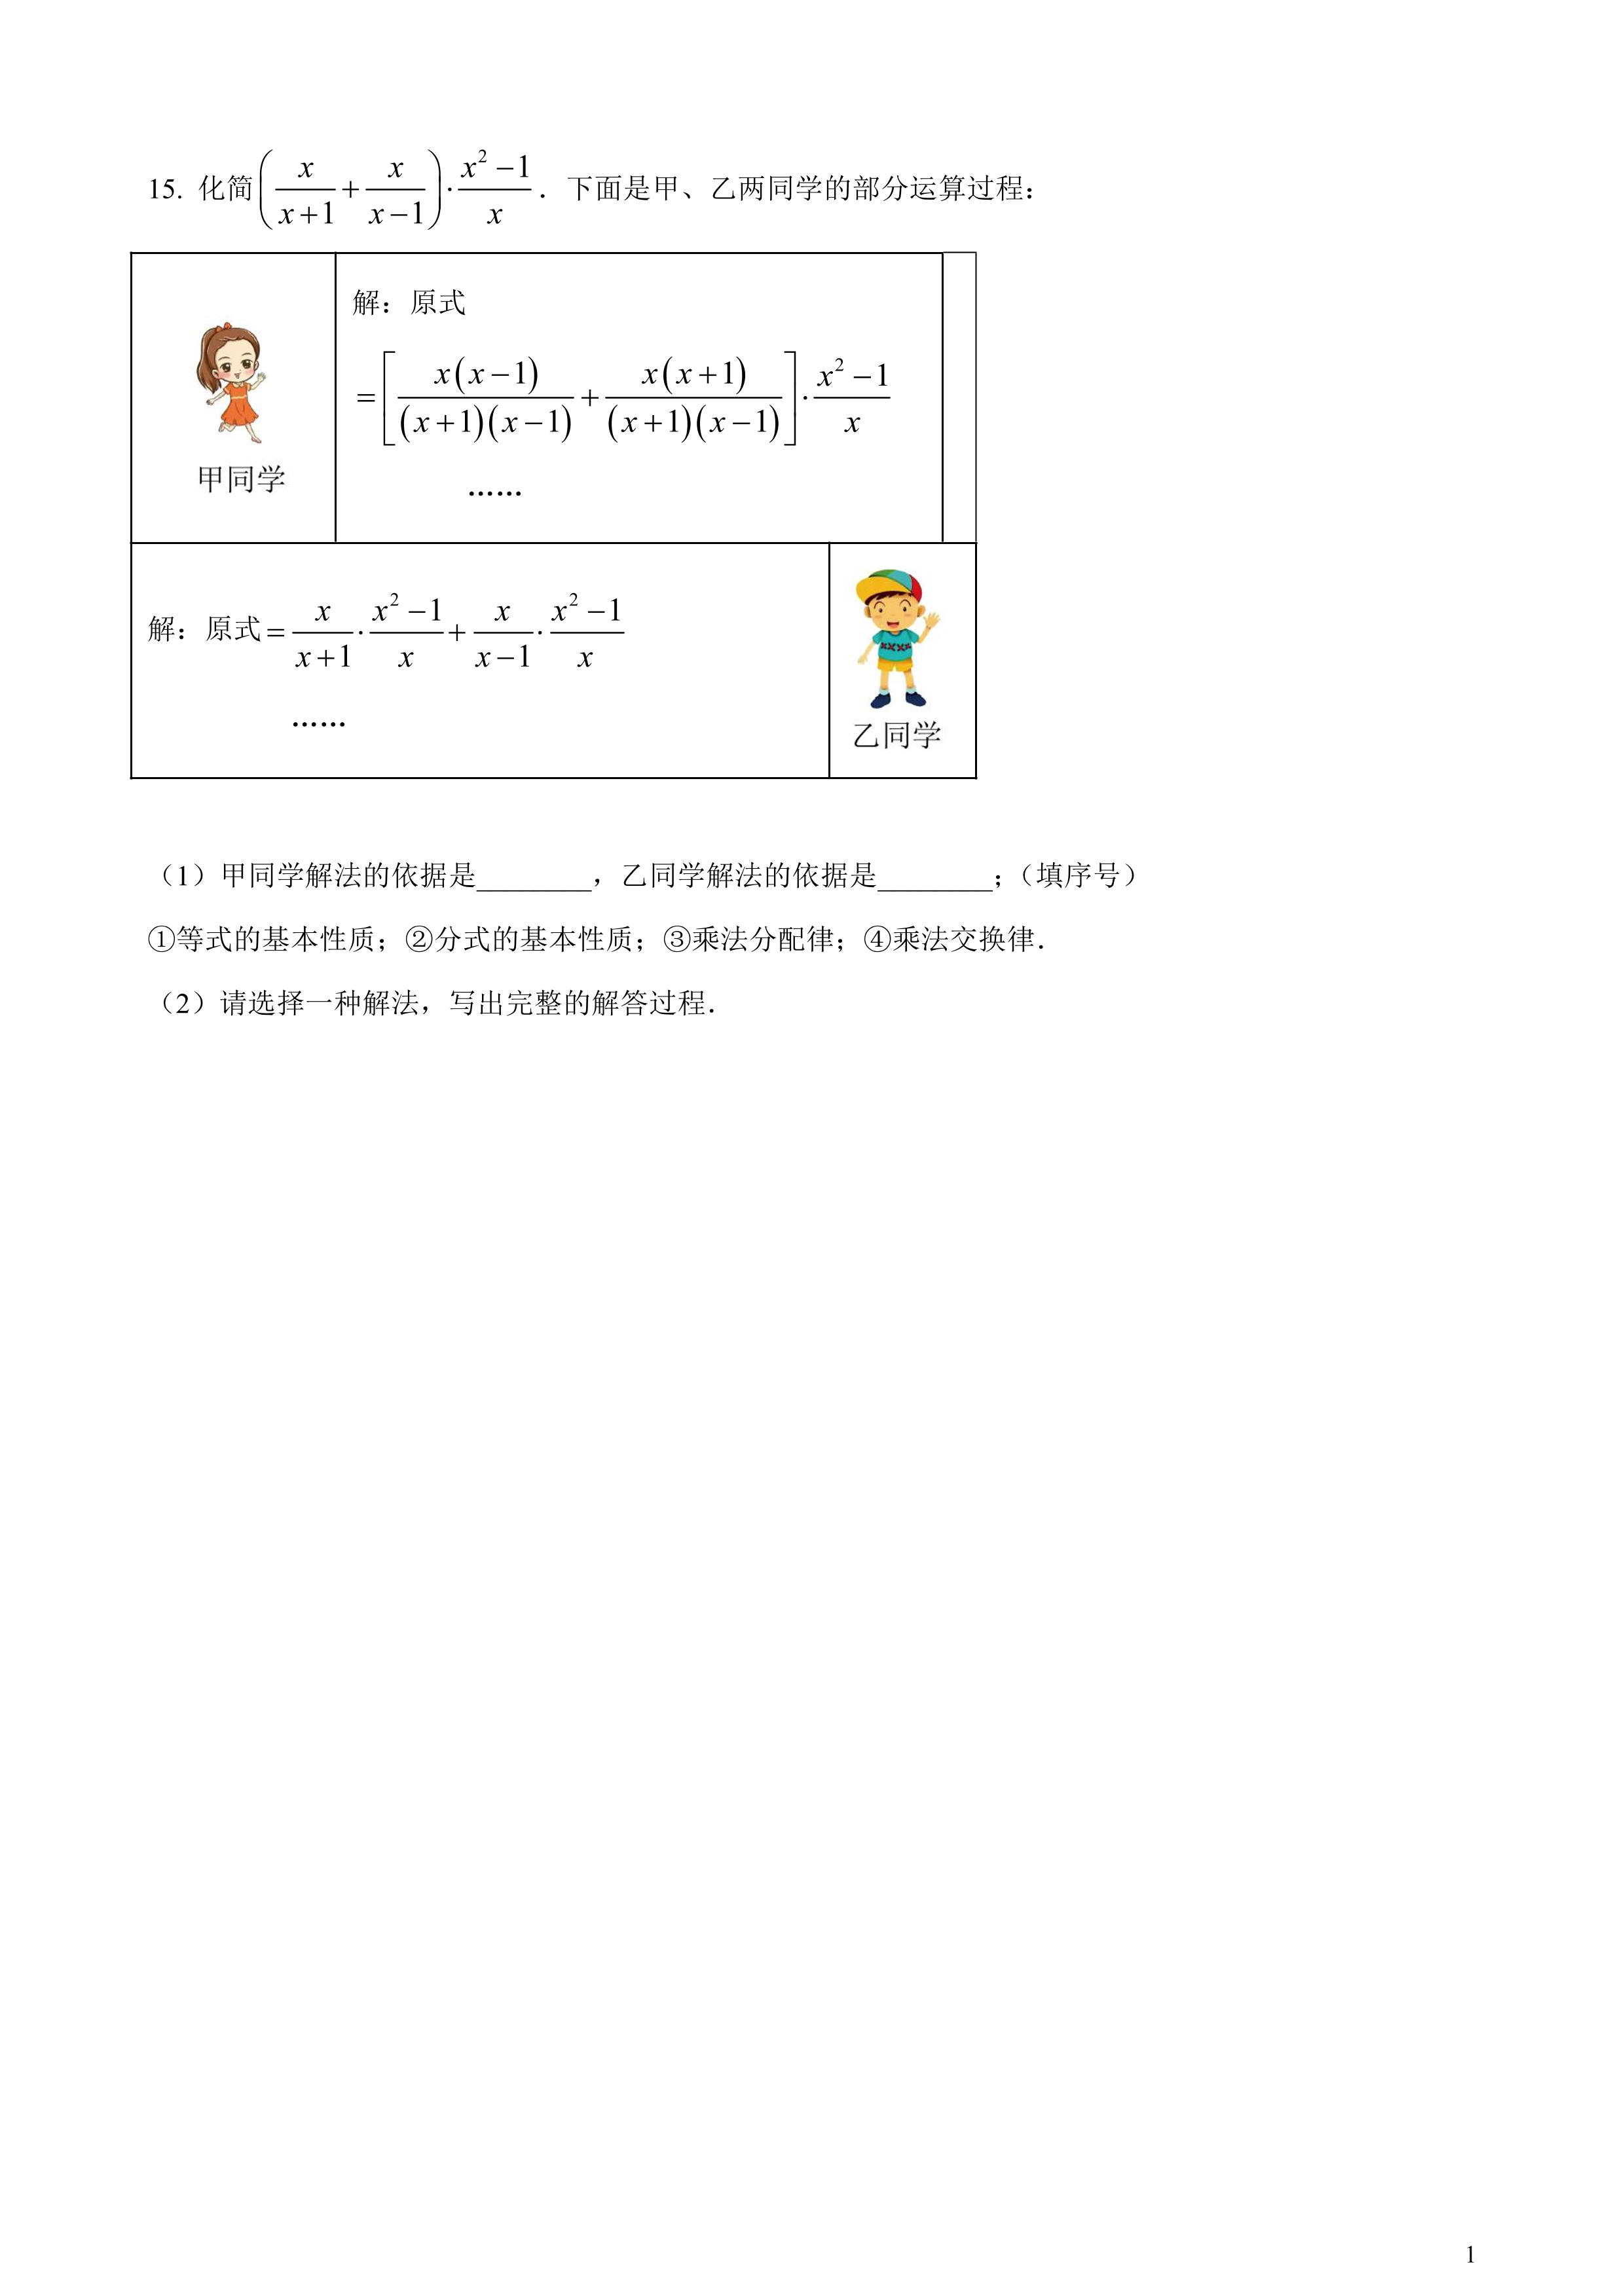 15. 化简$\left(\frac{x}{x+1}+\frac{x}{x-1}\right)\cdot\frac{x^2-1}{x}$．下面是甲、乙两同学的部分运算过程：
解：原式
$=\left[\frac{x(x-1)}{(x+1)(x-1)}+\frac{x(x+1)}{(x+1)(x-1)}\right]\cdot\frac{x^2-1}{x}$
甲同学
……
解：原式$=\frac{x}{x+1}\cdot\frac{x^2-1}{x}+\frac{x}{x-1}\cdot\frac{x^2-1}{x}$
……
乙同学
（1）甲同学解法的依据是________，乙同学解法的依据是________；（填序号）
①等式的基本性质；②分式的基本性质；③乘法分配律；④乘法交换律．
（2）请选择一种解法，写出完整的解答过程．
1